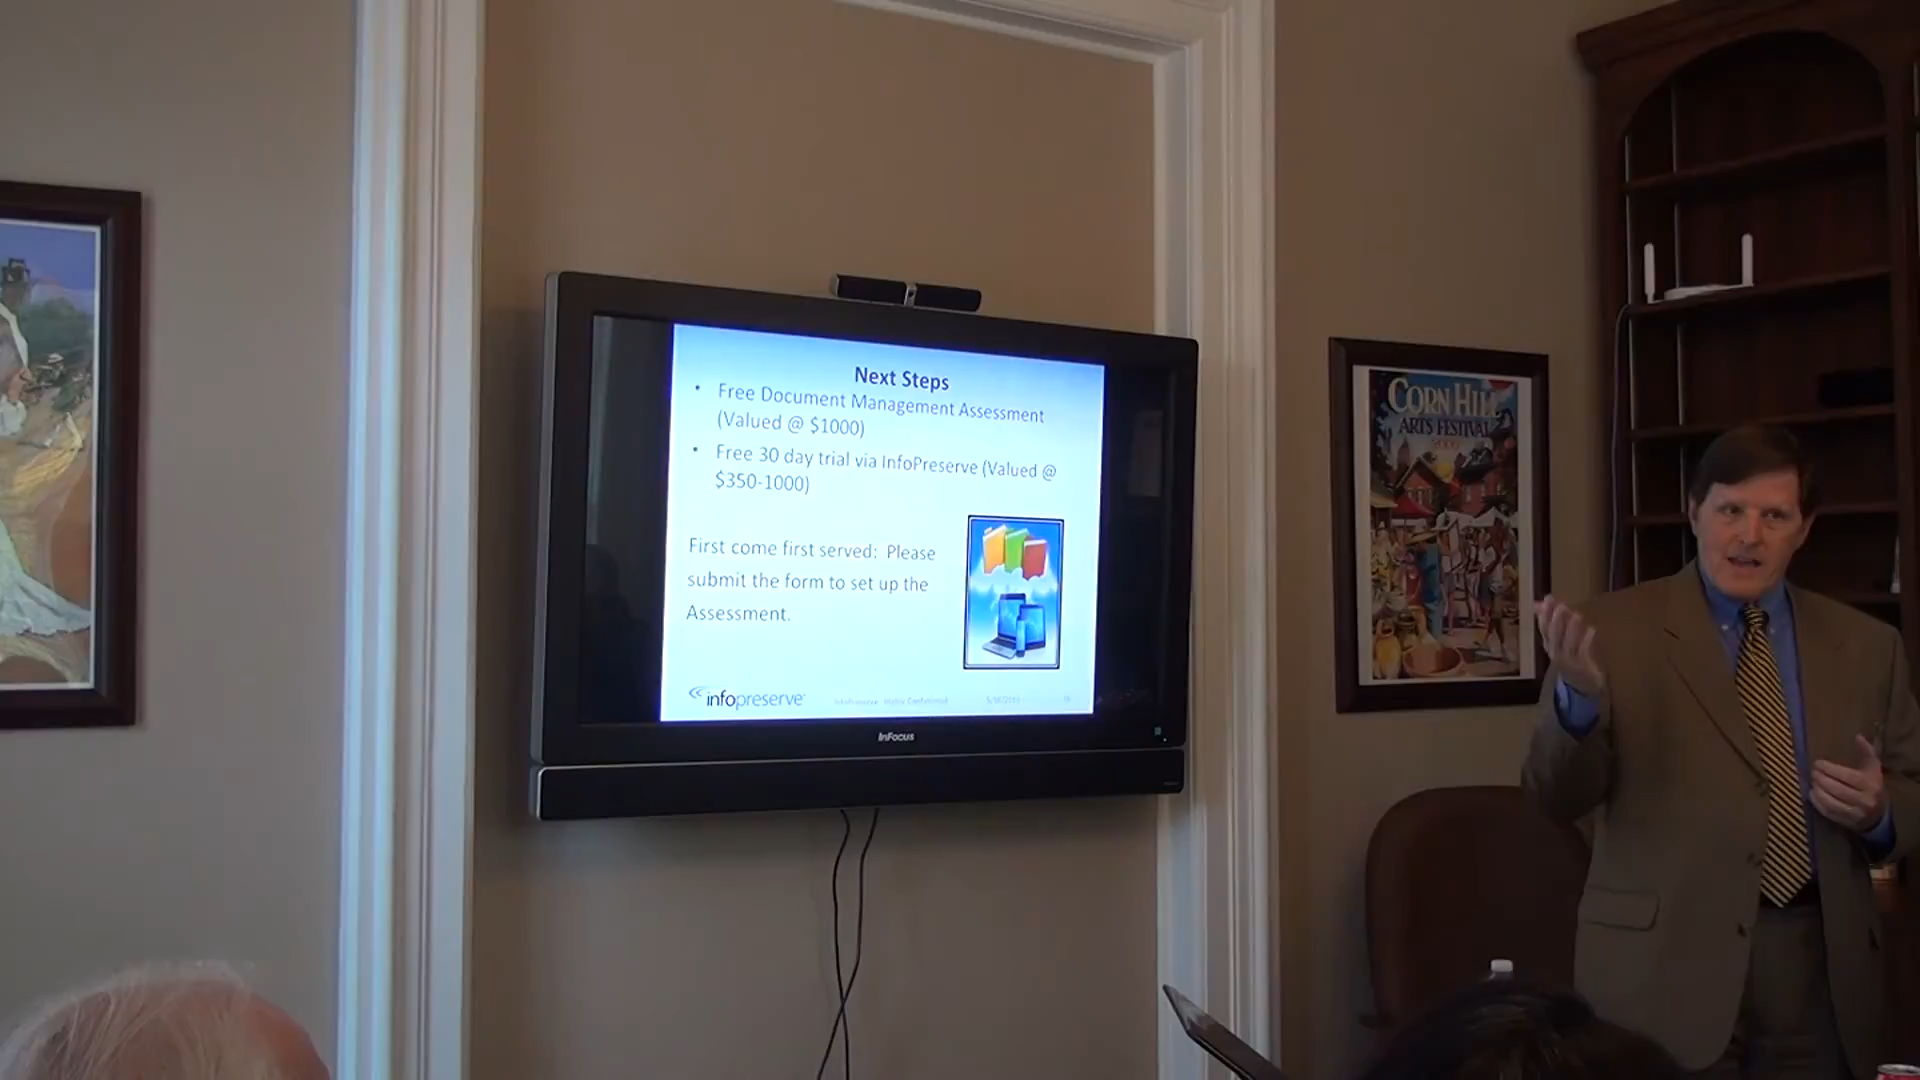 Next Steps
• Free Document Management Assessment
(Valued @ $1000)
• Free 30 day trial via InfoPreserve (Valued @
$350-1000)
First come first served: Please
submit the form to set up the
Assessment.
infopreserve
InFocus
CORN HILL
ARTS FESTIVAL